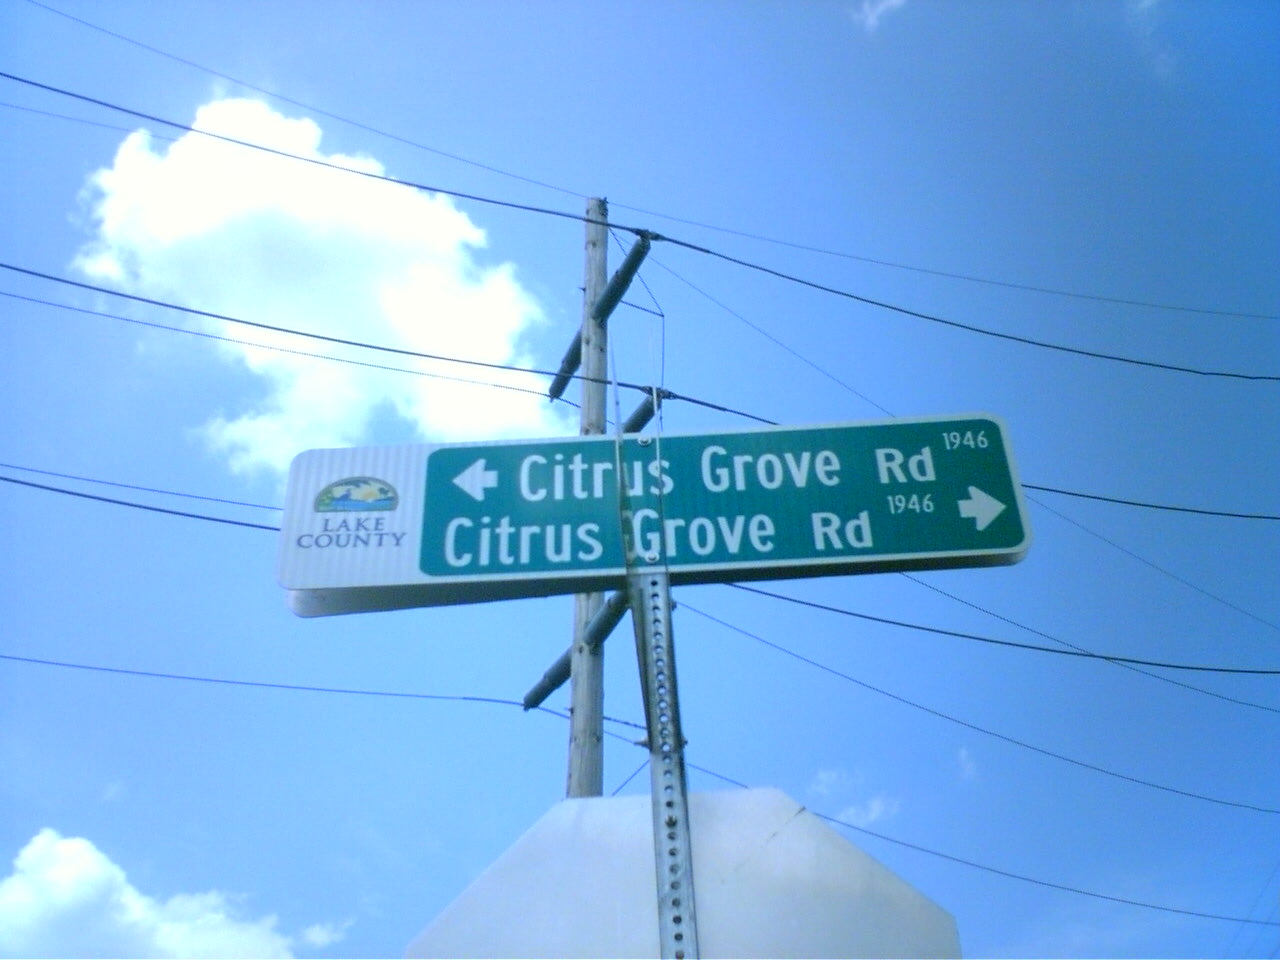 LAKE
COUNTY
Citrus Grove Rd 1946
Citrus Grove Rd 1946